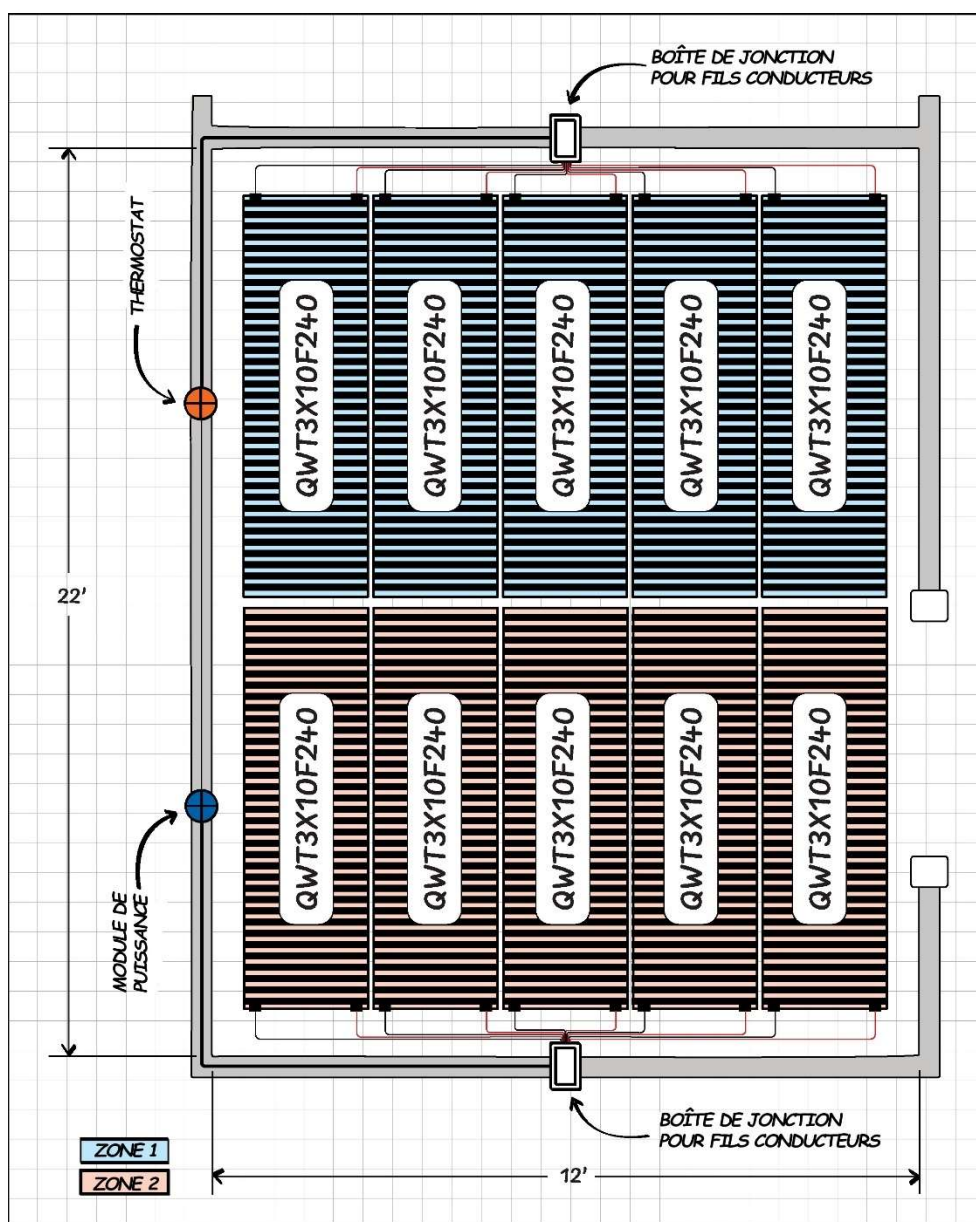 BOÎTE DE JONCTION
POUR FILS CONDUCTEURS
THERMOSTAT
QWT3X10F240
QWT3X10F240
QWT3X10F240
QWT3X10F240
QWT3X10F240
22'
QWT3X10F240
QWT3X10F240
QWT3X10F240
QWT3X10F240
QWT3X10F240
MODULE DE
PUISSANCE
BOÎTE DE JONCTION
POUR FILS CONDUCTEURS
ZONE 1
ZONE 2
12'